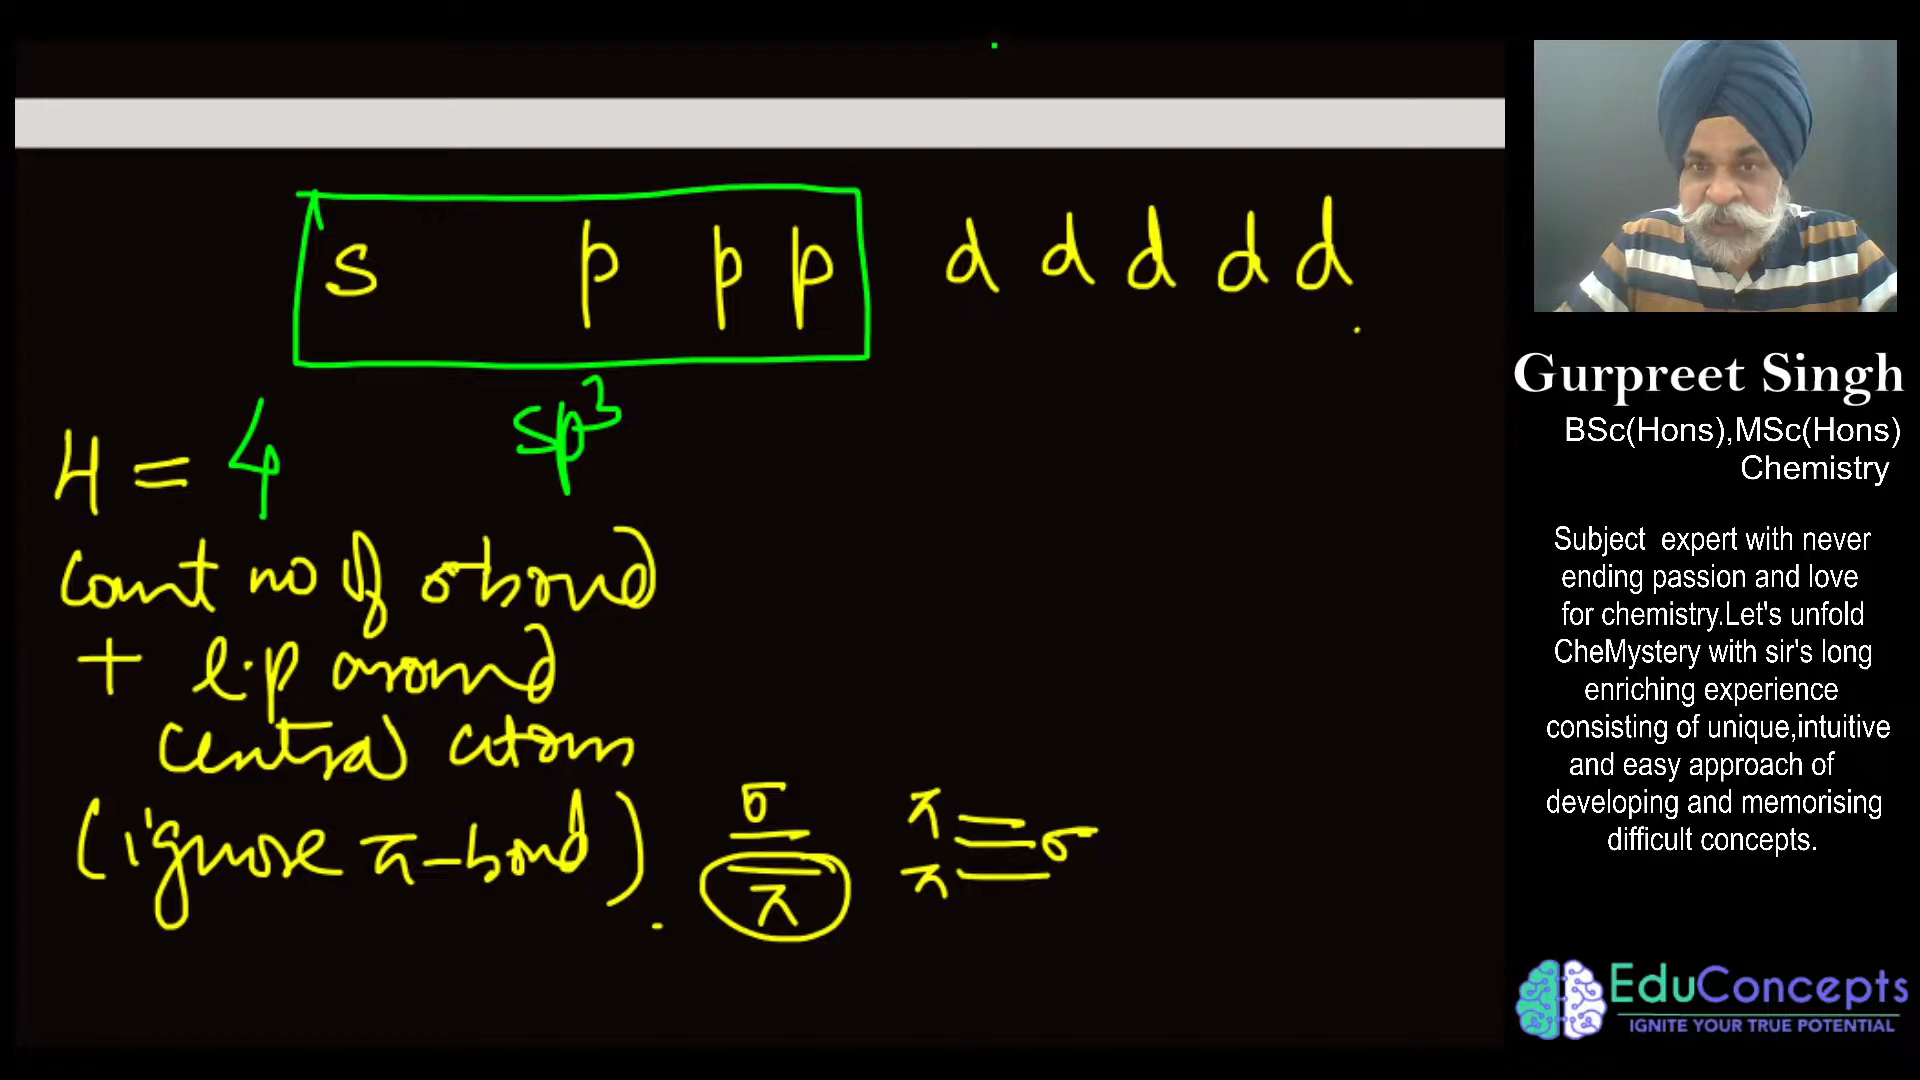 s p p p d d d d d
sp³
H = 4
count no of σ bond
+ l.p around
central atom
(ignore π-bond).
σ
π
π σ
π
Gurpreet Singh
BSc(Hons),MSc(Hons)
Chemistry
Subject expert with never
ending passion and love
for chemistry.Let's unfold
CheMystery with sir's long
enriching experience
consisting of unique,intuitive
and easy approach of
developing and memorising
difficult concepts.
EduConcepts
IGNITE YOUR TRUE POTENTIAL